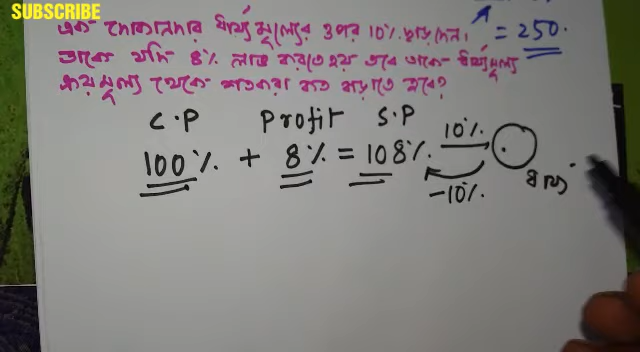 SUBSCRIBE
এক দোকানদার ধার্য্যমূল্যের ওপর 10% ছাড় দেন।
= 250.
তাকে যদি 8% লাভ করতে হয় তবে তাকে ধার্য্যমূল্য
ক্রয়মূল্য থেকে শতকরা কত বাড়াতে হবে?
C.P Profit S.P
100% + 8% = 108% 10%
-10%
ধার্য্য